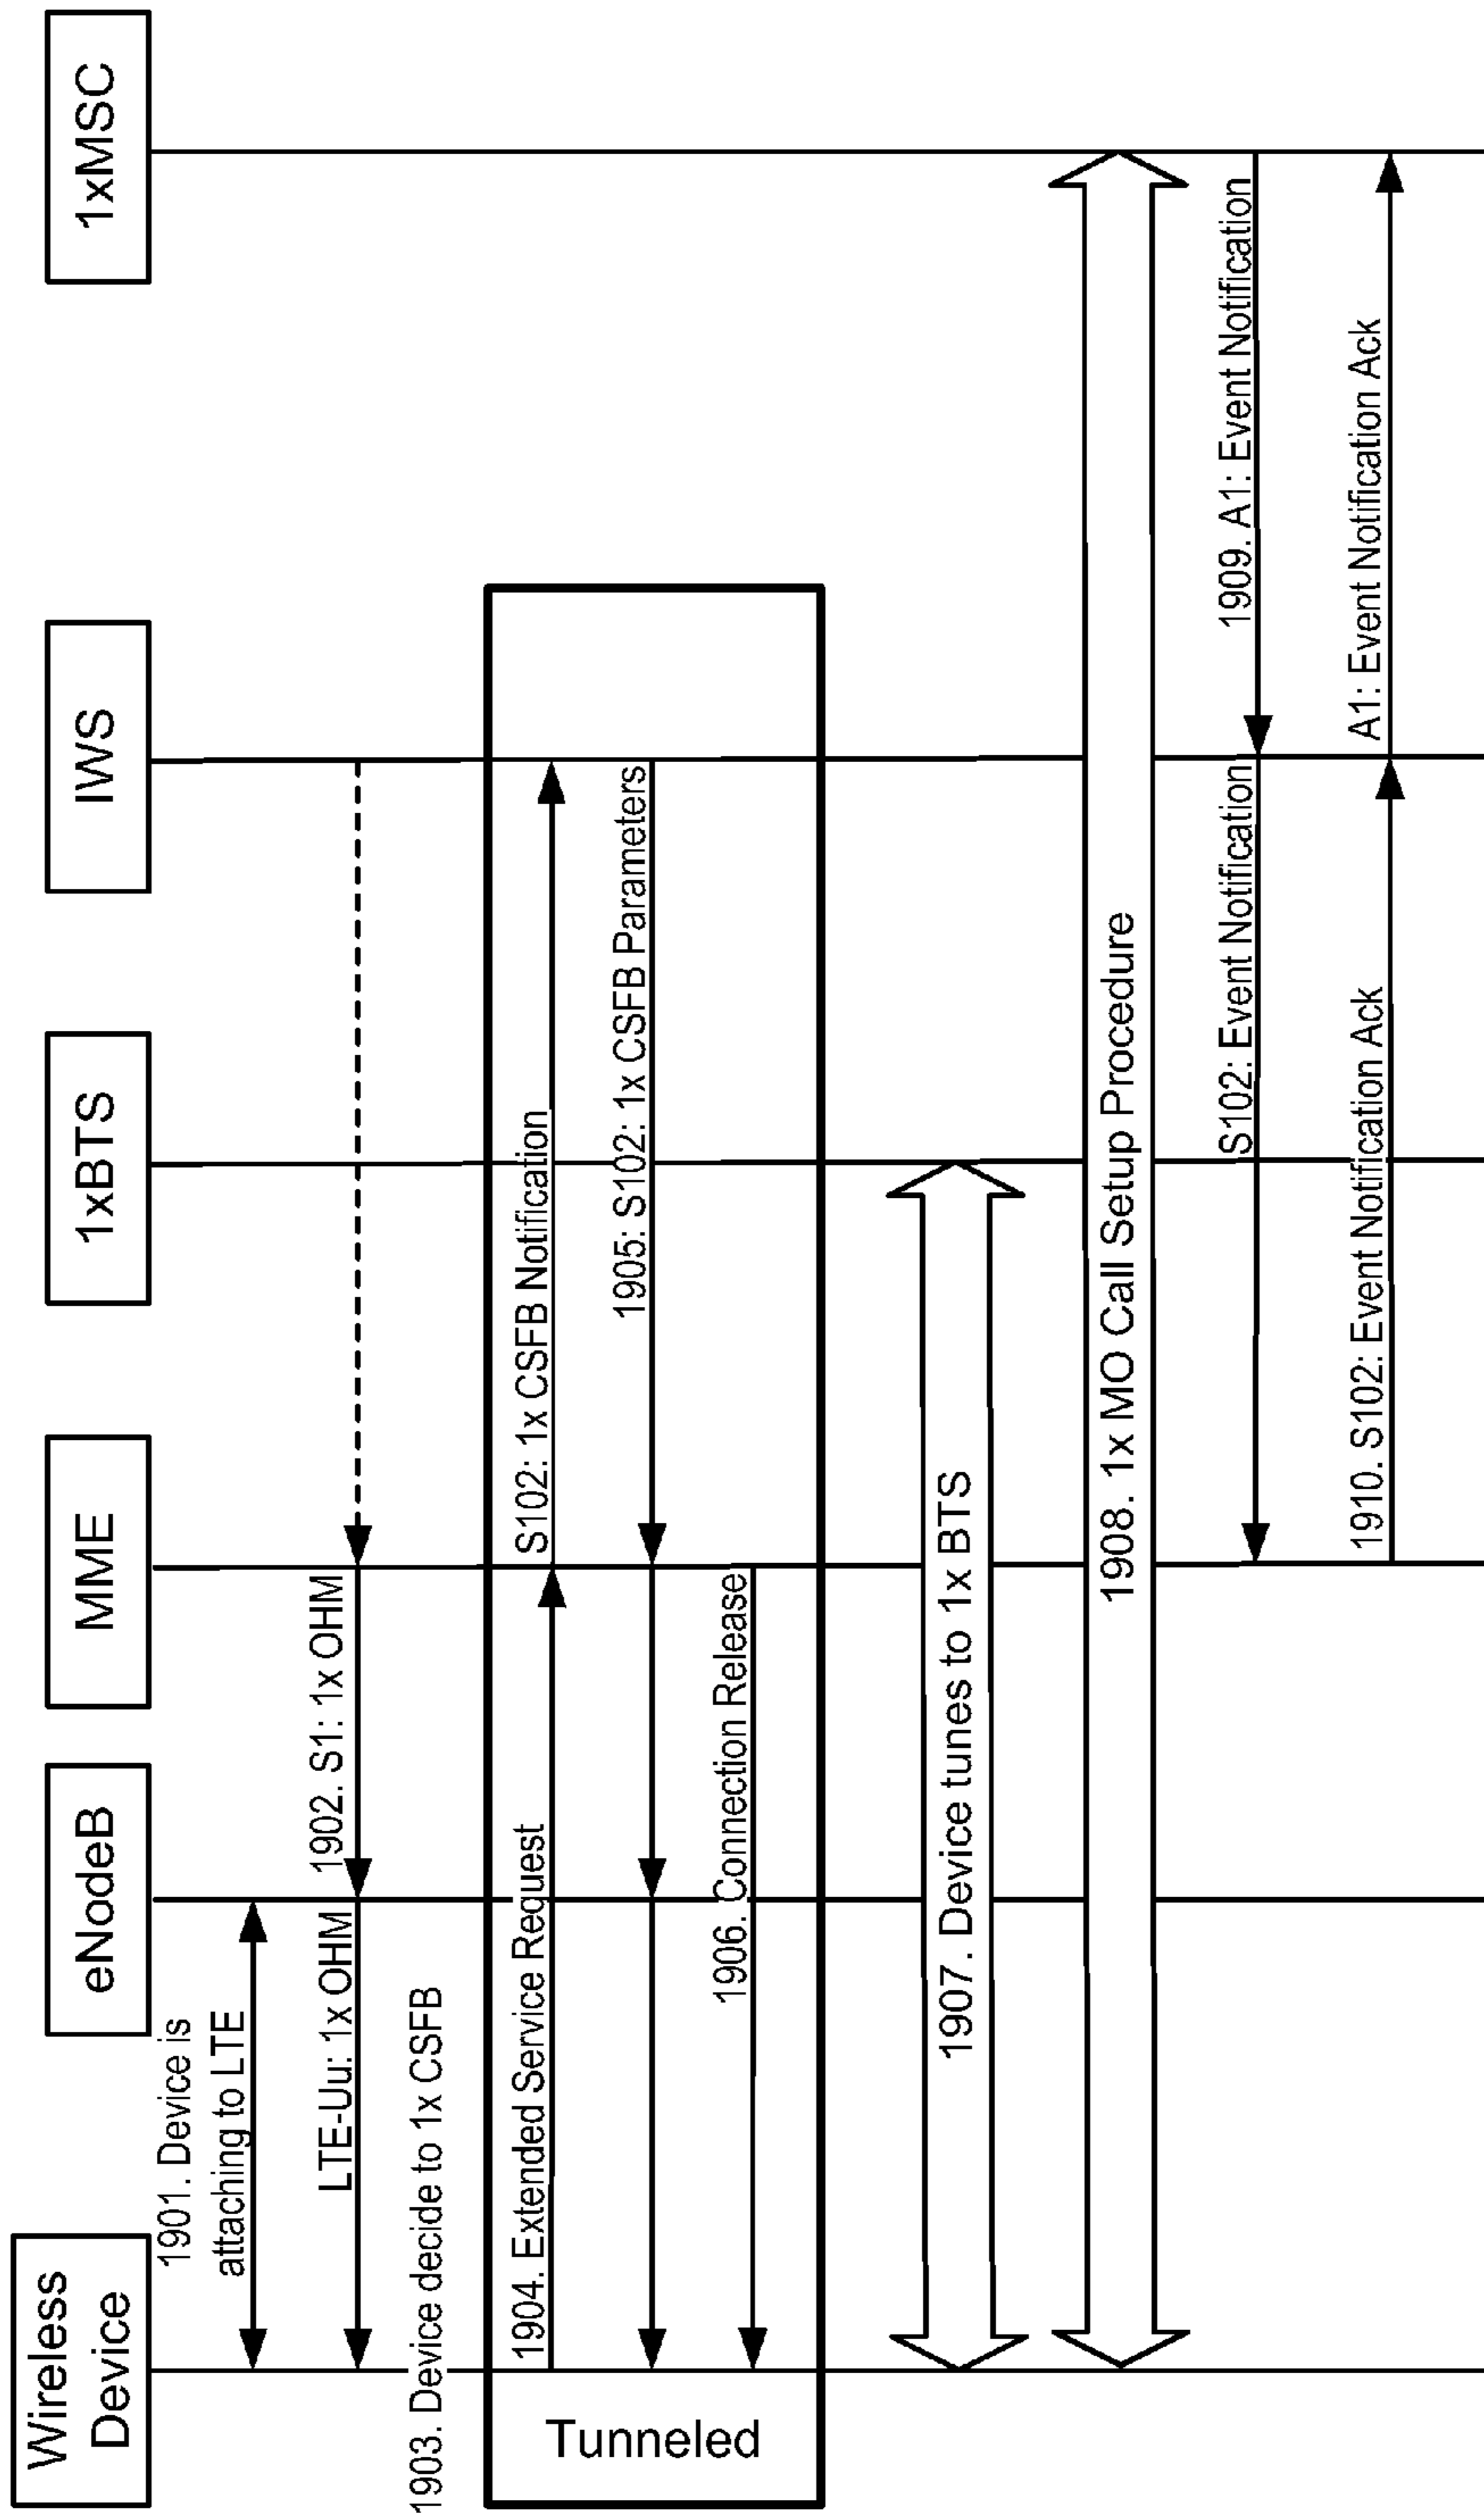 Wireless
Device
eNodeB
MME
1xBTS
IWS
1xMSC
1901. Device is
attaching to LTE
LTE-Uu: 1x OHM
1902. S1: 1x OHM
1903. Device decide to 1x CSFB
1904. Extended Service Request
S102: 1x CSFB Notification
1905: S102: 1x CSFB Parameters
1906. Connection Release
Tunneled
1907. Device tunes to 1x BTS
1908. 1x MO Call Setup Procedure
S102: Event Notification
1909. A1: Event Notification
1910. S102: Event Notification Ack
A1: Event Notification Ack